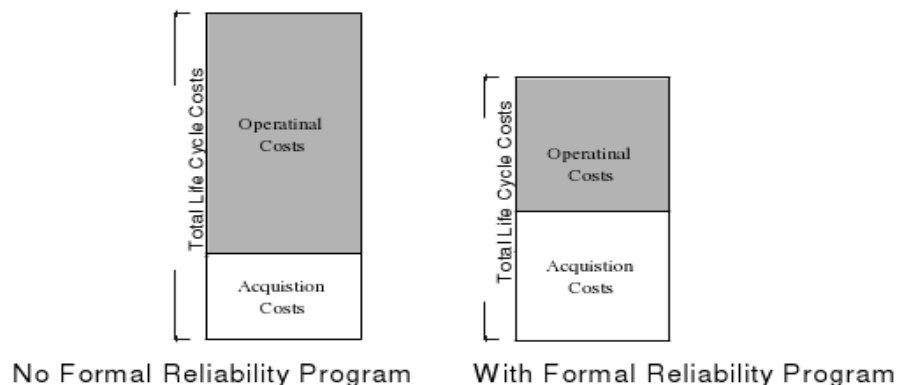 Total Life Cycle Costs
Operatinal
Costs
Acquistion
Costs
No Formal Reliability Program
Total Life Cycle Costs
Operatinal
Costs
Acquistion
Costs
With Formal Reliability Program